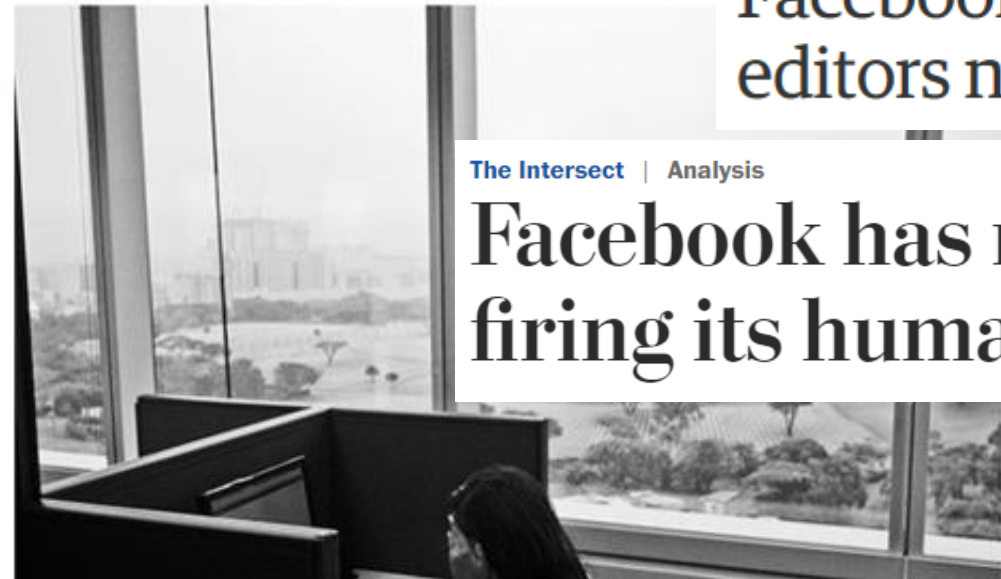 editors
The Intersect | Analysis
Facebook has
firing its